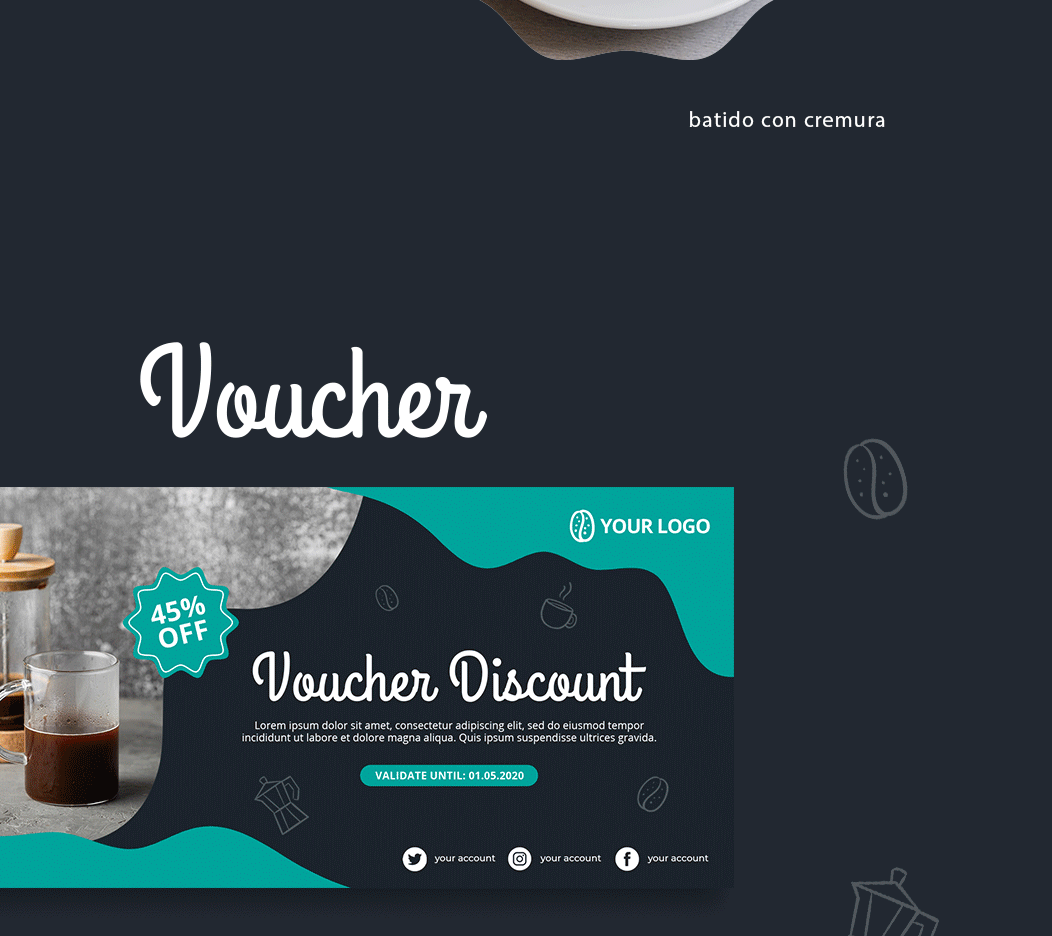 batido con cremura
Voucher
YOUR LOGO
45%
OFF
Voucher Discount
Lorem ipsum dolor sit amet, consectetur adipiscing elit, sed do eiusmod tempor
incididunt ut labore et dolore magna aliqua. Quis ipsum suspendisse ultrices gravida.
VALIDATE UNTIL: 01.05.2020
your account your account your account